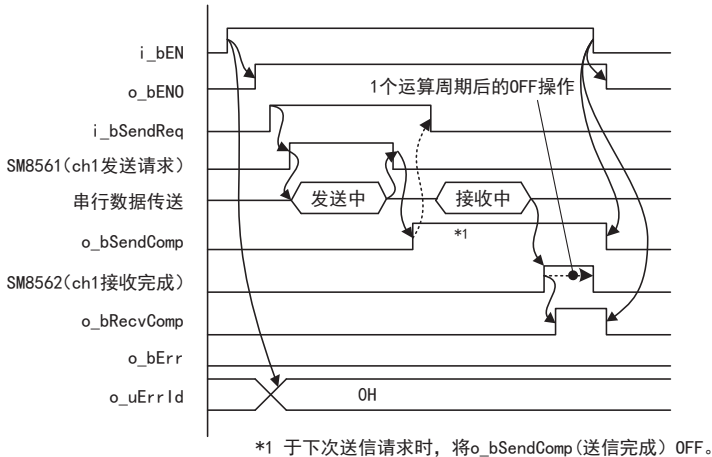 i_bEN
o_bENO
1个运算周期后的OFF操作
i_bSendReq
SM8561(ch1发送请求)
串行数据传送
发送中
接收中
o_bSendComp
*1
SM8562(ch1接收完成)
o_bRecvComp
o_bErr
o_uErrId
0H
*1 于下次送信请求时，将o_bSendComp(送信完成) OFF。